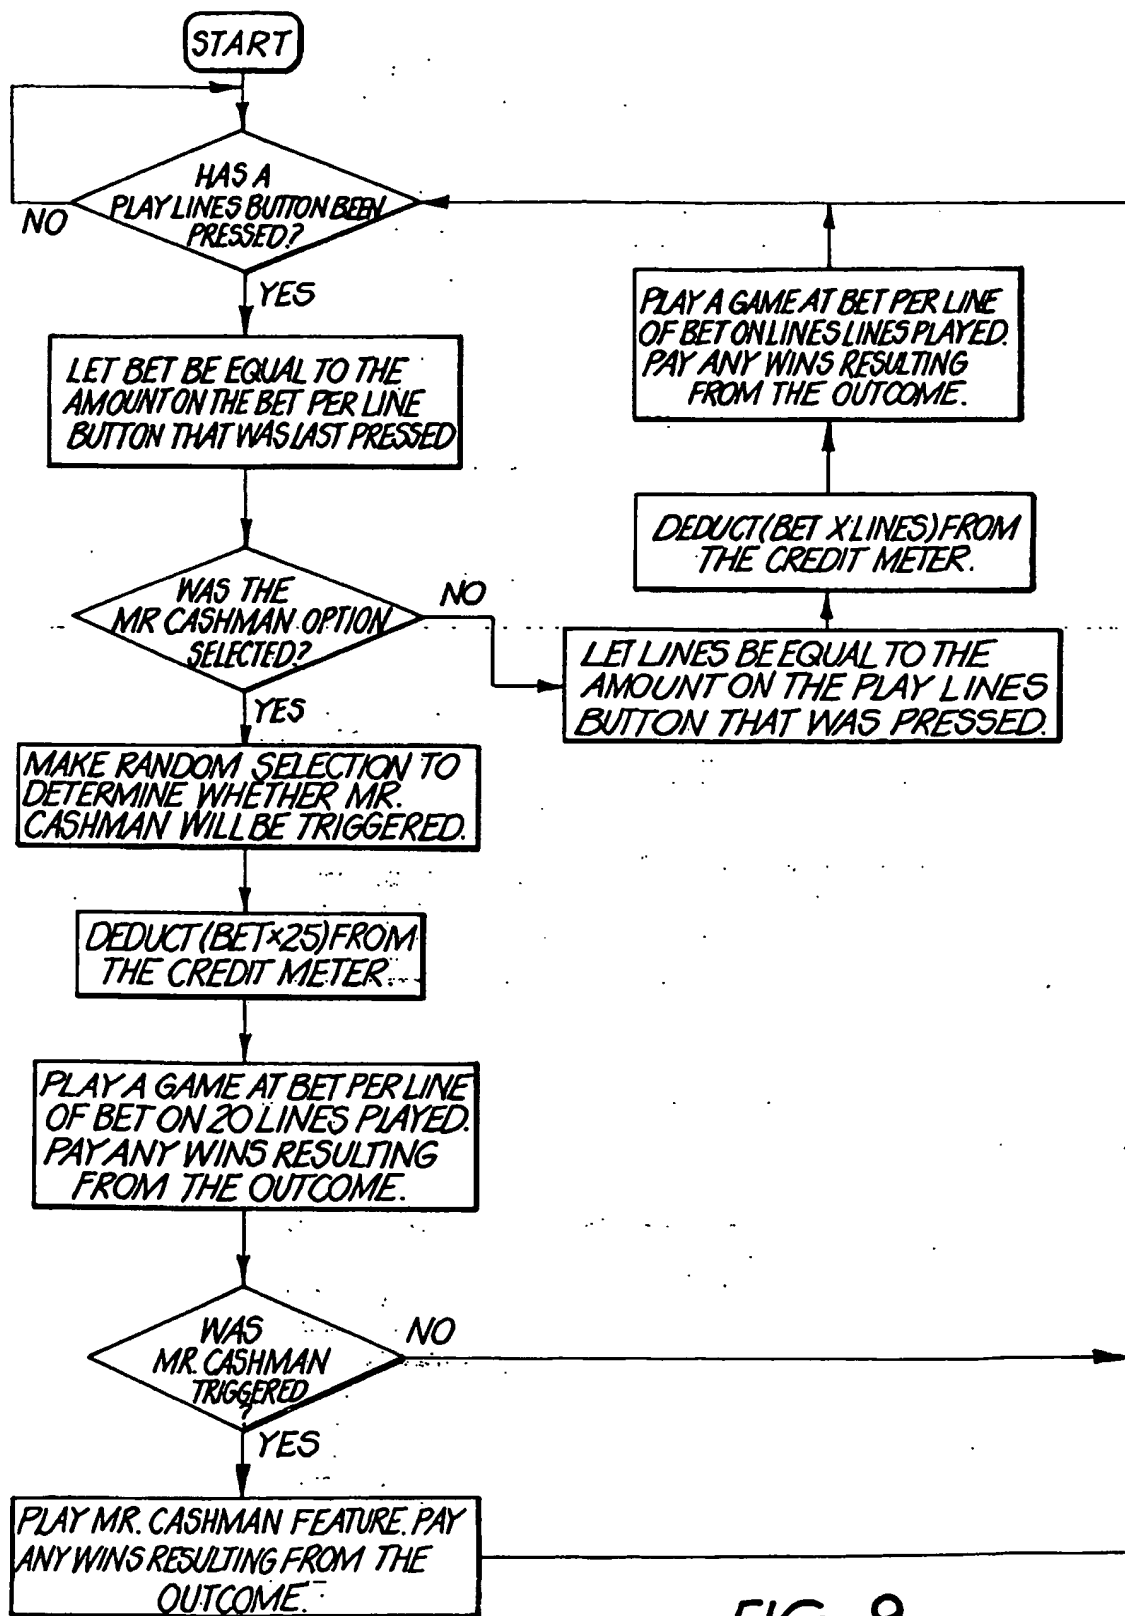 START
HAS A
PLAY LINES BUTTON BEEN
PRESSED?
NO
YES
LET BET BE EQUAL TO THE
AMOUNT ON THE BET PER LINE
BUTTON THAT WAS LAST PRESSED
WAS THE
MR CASHMAN OPTION
SELECTED?
NO
YES
LET LINES BE EQUAL TO THE
AMOUNT ON THE PLAY LINES
BUTTON THAT WAS PRESSED.
DEDUCT (BET X LINES) FROM
THE CREDIT METER.
PLAY A GAME AT BET PER LINE
OF BET ON LINES LINES PLAYED.
PAY ANY WINS RESULTING
FROM THE OUTCOME.
MAKE RANDOM SELECTION TO
DETERMINE WHETHER MR.
CASHMAN WILL BE TRIGGERED.
DEDUCT (BET×25) FROM
THE CREDIT METER.
PLAY A GAME AT BET PER LINE
OF BET ON 20 LINES PLAYED.
PAY ANY WINS RESULTING
FROM THE OUTCOME.
WAS
MR. CASHMAN
TRIGGERED
?
NO
YES
PLAY MR. CASHMAN FEATURE. PAY
ANY WINS RESULTING FROM THE
OUTCOME.
FIG. 9